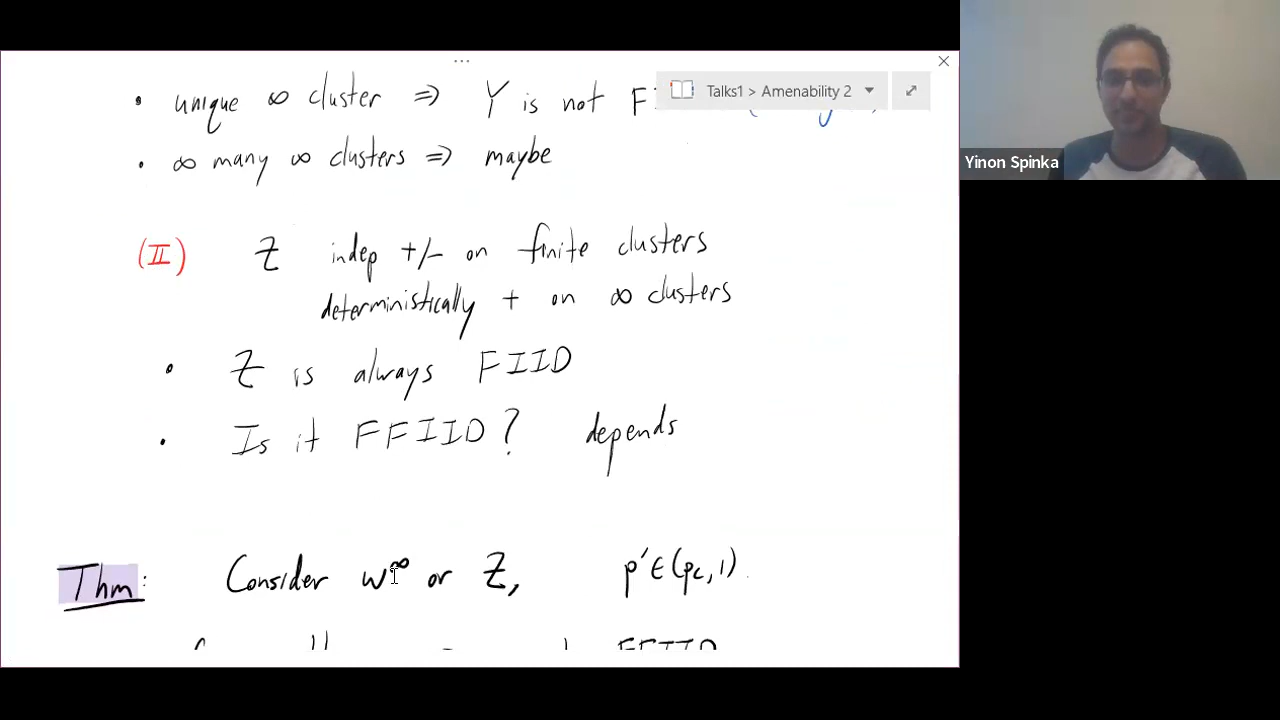 • unique ∞ cluster ⇒ Y is not
Talks1 > Amenability 2
• ∞ many ∞ clusters ⇒ maybe
Yinon Spinka
(II) Z indep +/- on finite clusters
deterministically + on ∞ clusters
• Z is always FIID
• Is it FFIID? depends
Thm: Consider w^∞ or Z, p'∈(pc, 1)